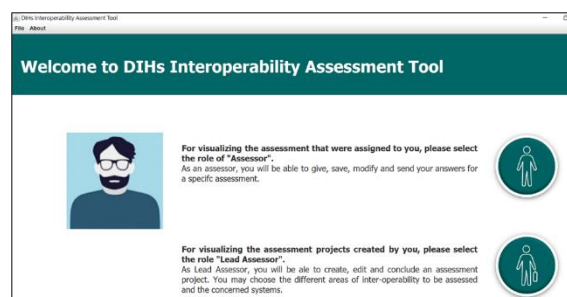 DIHs Interoperability Assessment Tool
File About
Welcome to DIHs Interoperability Assessment Tool
For visualizing the assessment that were assigned to you, please select
the role of "Assessor".
As an assessor, you will be able to give, save, modify and send your answers for
a specifc assessment.
For visualizing the assessment projects created by you, please select
the role "Lead Assessor".
As Lead Assessor, you will be ale to create, edit and conclude an assessment
project. You may choose the different areas of inter-operability to be assessed
and the concerned systems.